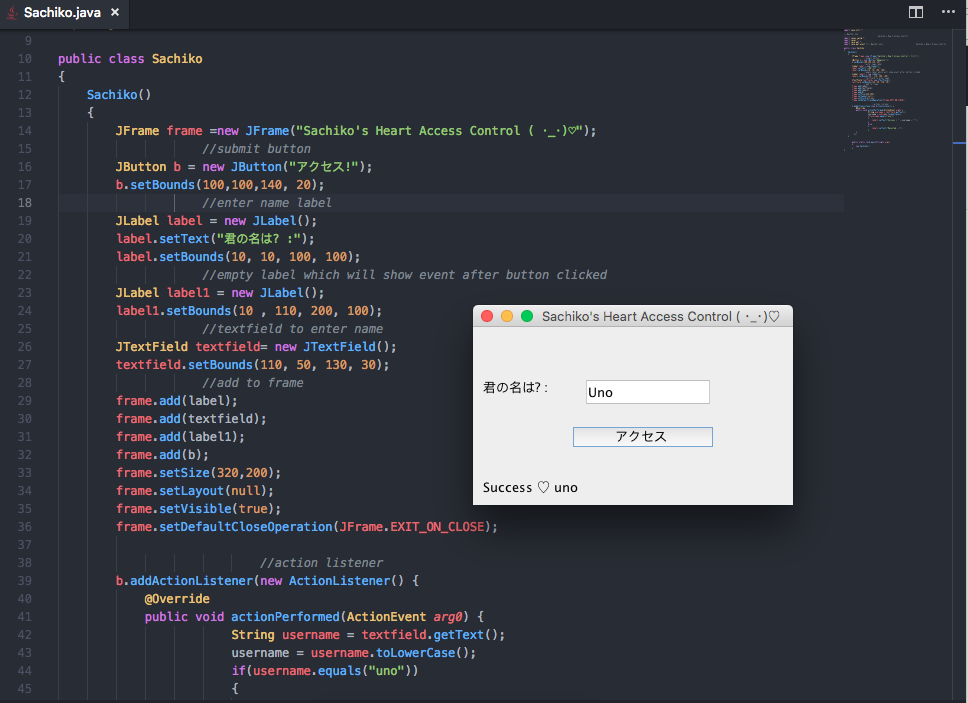 Sachiko.java ×
9
10 public class Sachiko
11 {
12 Sachiko()
13 {
14 JFrame frame =new JFrame("Sachiko's Heart Access Control ( ･_･)♡");
15 //submit button
16 JButton b = new JButton("アクセス!");
17 b.setBounds(100,100,140, 20);
18 //enter name label
19 JLabel label = new JLabel();
20 label.setText("君の名は? :");
21 label.setBounds(10, 10, 100, 100);
22 //empty label which will show event after button clicked
23 JLabel label1 = new JLabel();
24 label1.setBounds(10 , 110, 200, 100);
25 //textfield to enter name
26 JTextField textfield= new JTextField();
27 textfield.setBounds(110, 50, 130, 30);
28 //add to frame
29 frame.add(label);
30 frame.add(textfield);
31 frame.add(label1);
32 frame.add(b);
33 frame.setSize(320,200);
34 frame.setLayout(null);
35 frame.setVisible(true);
36 frame.setDefaultCloseOperation(JFrame.EXIT_ON_CLOSE);
37
38 //action listener
39 b.addActionListener(new ActionListener() {
40 @Override
41 public void actionPerformed(ActionEvent arg0) {
42 String username = textfield.getText();
43 username = username.toLowerCase();
44 if(username.equals("uno"))
45 {
Sachiko's Heart Access Control ( ･_･)♡
君の名は? :
Uno
アクセス
Success ♡ uno